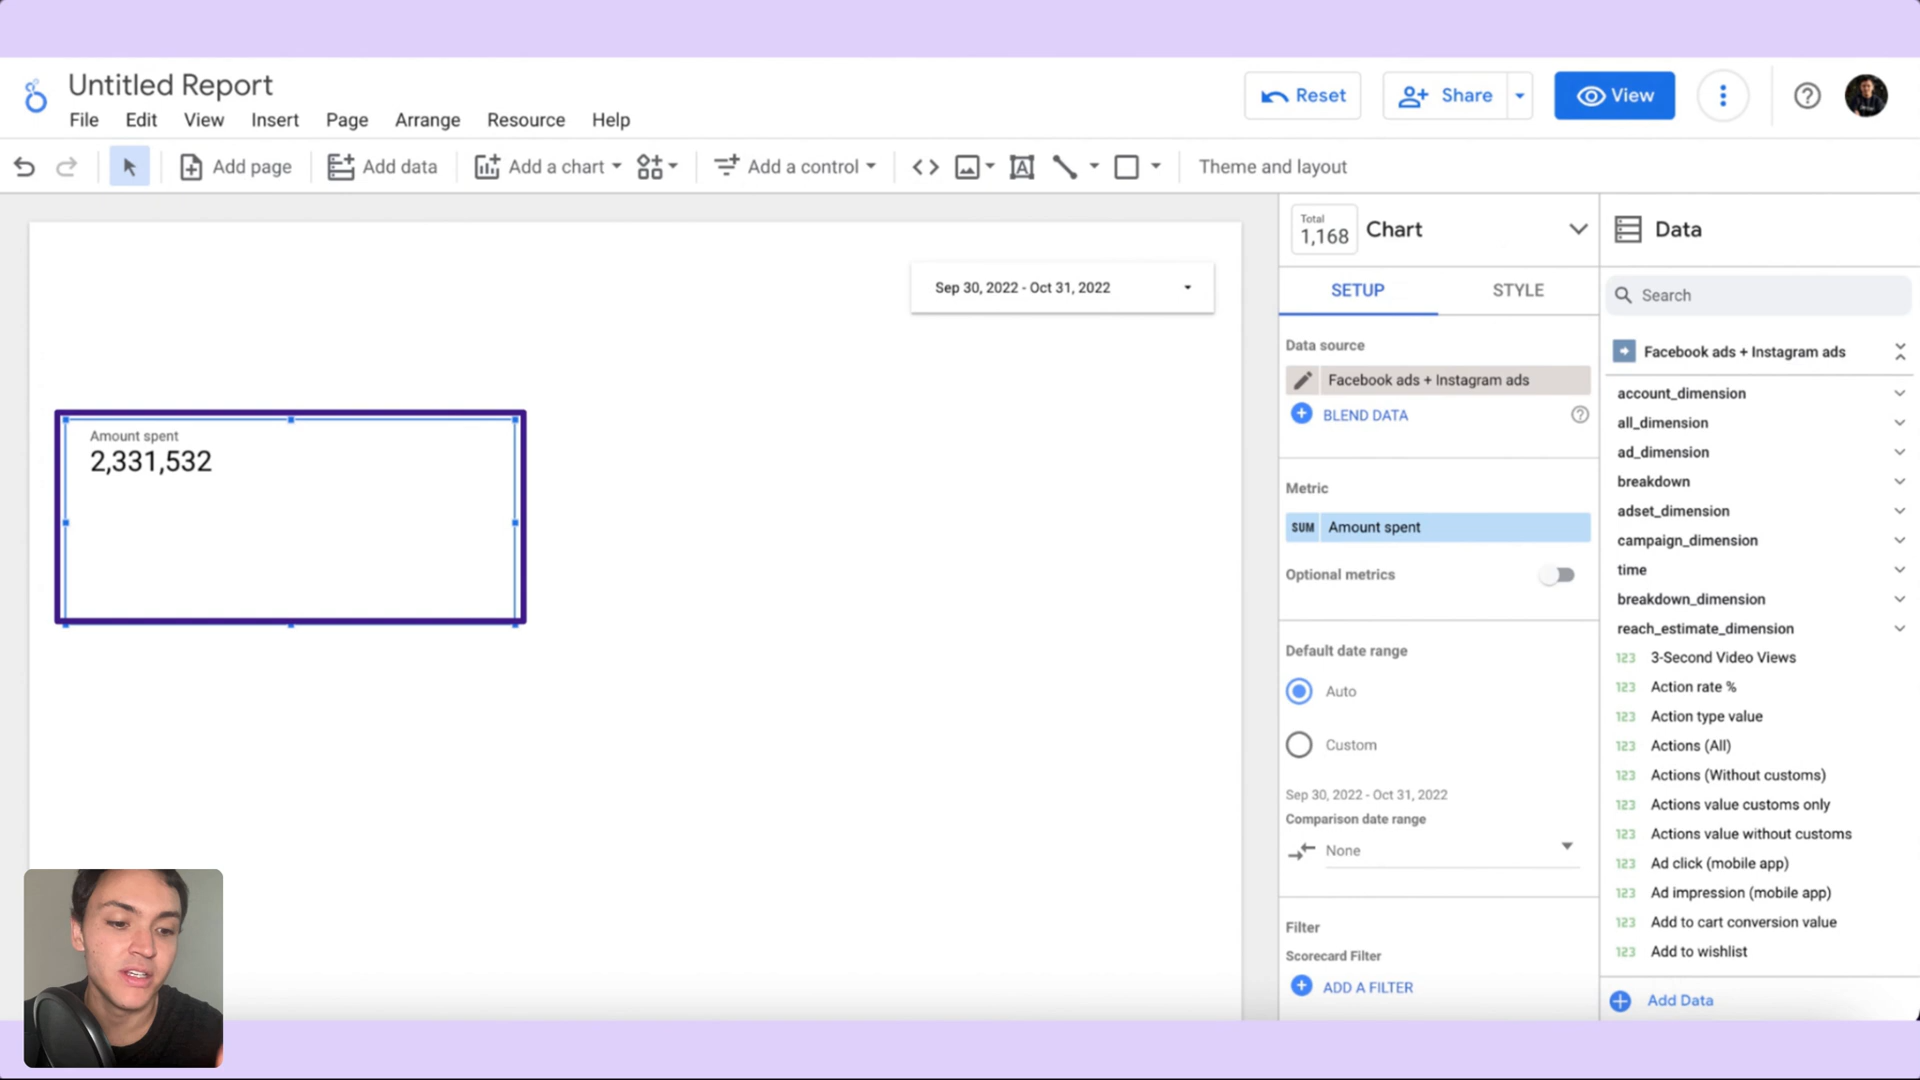 Untitled Report
File Edit View Insert Page Arrange Resource Help
Reset
Share
View
Add page
Add data
Add a chart
Add a control
Theme and layout
Sep 30, 2022 - Oct 31, 2022
Amount spent
2,331,532
Total
1,168
Chart
SETUP
STYLE
Data source
Facebook ads + Instagram ads
BLEND DATA
Metric
SUM Amount spent
Optional metrics
Default date range
Auto
Custom
Sep 30, 2022 - Oct 31, 2022
Comparison date range
None
Filter
Scorecard Filter
ADD A FILTER
Data
Search
Facebook ads + Instagram ads
account_dimension
all_dimension
ad_dimension
breakdown
adset_dimension
campaign_dimension
time
breakdown_dimension
reach_estimate_dimension
123 3-Second Video Views
123 Action rate %
123 Action type value
123 Actions (All)
123 Actions (Without customs)
123 Actions value customs only
123 Actions value without customs
123 Ad click (mobile app)
123 Ad impression (mobile app)
123 Add to cart conversion value
123 Add to wishlist
Add Data